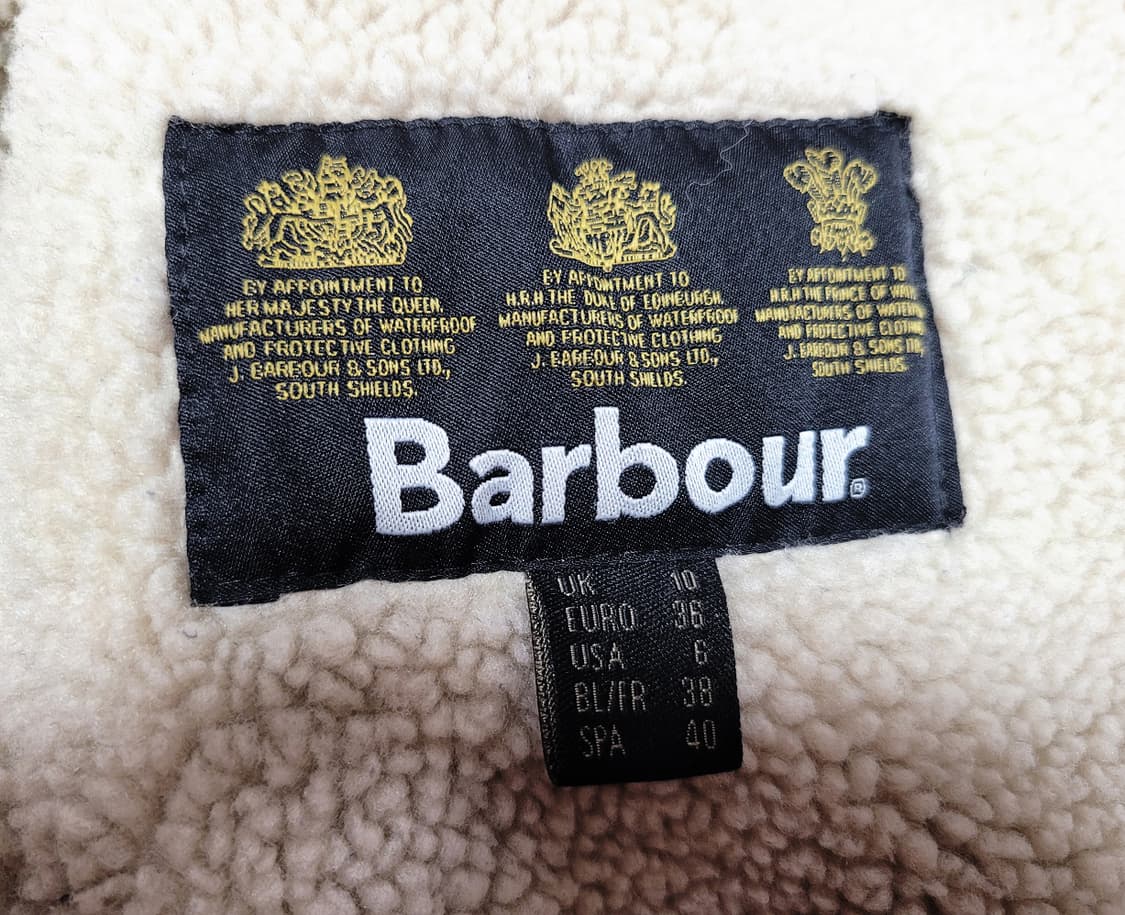 BY APPOINTMENT TO
HER MAJESTY THE QUEEN.
MANUFACTURERS OF WATERPROOF
AND PROTECTIVE CLOTHING
J. BARBOUR & SONS LTD.,
SOUTH SHIELDS.
BY APPOINTMENT TO
H.R.H THE DUKE OF EDINBURGH.
MANUFACTURERS OF WATERPROOF
AND PROTECTIVE CLOTHING
J. BARBOUR & SONS LTD.,
SOUTH SHIELDS.
BY APPOINTMENT TO
H.R.H THE PRINCE OF
MANUFACTURERS OF
AND PROTECTIVE
J. BARBOUR & SONS LTD,
SOUTH SHIELDS.
Barbour®
UK 10
EURO 36
USA 6
BL/FR 38
SPA 40